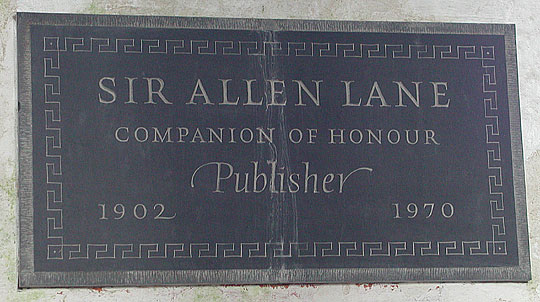 SIR ALLEN LANE
COMPANION OF HONOUR
Publisher
1902 1970